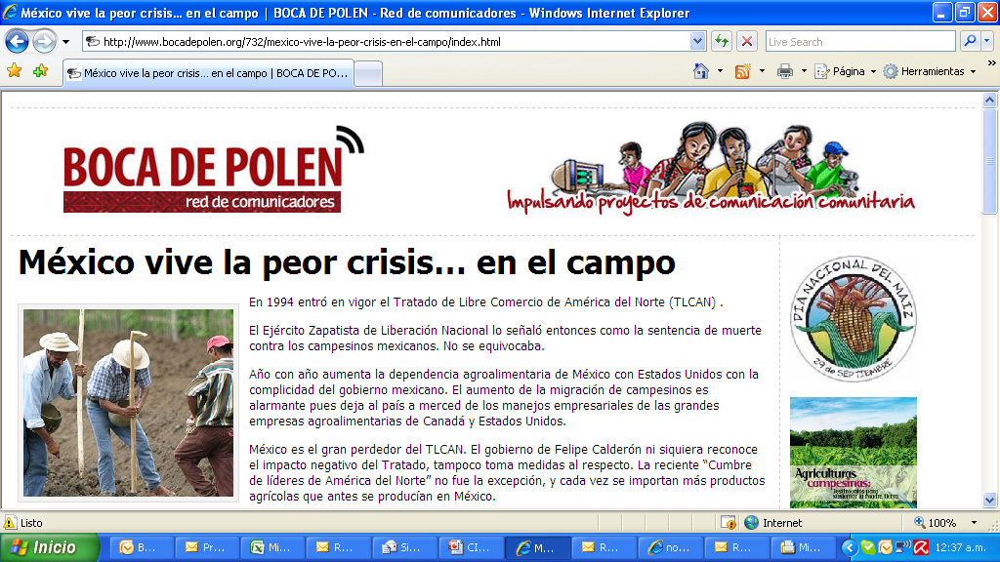 México vive la peor crisis... en el campo | BOCA DE POLEN - Red de comunicadores - Windows Internet Explorer
http://www.bocadepolen.org/732/mexico-vive-la-peor-crisis-en-el-campo/index.html
Live Search
México vive la peor crisis... en el campo | BOCA DE PO...
Página
Herramientas
BOCA DE POLEN
red de comunicadores
Impulsando proyectos de comunicación comunitaria
México vive la peor crisis... en el campo
En 1994 entró en vigor el Tratado de Libre Comercio de América del Norte (TLCAN) .
El Ejército Zapatista de Liberación Nacional lo señaló entonces como la sentencia de muerte
contra los campesinos mexicanos. No se equivocaba.
Año con año aumenta la dependencia agroalimentaria de México con Estados Unidos con la
complicidad del gobierno mexicano. El aumento de la migración de campesinos es
alarmante pues deja al país a merced de los manejos empresariales de las grandes
empresas agroalimentarias de Canadá y Estados Unidos.
México es el gran perdedor del TLCAN. El gobierno de Felipe Calderón ni siquiera reconoce
el impacto negativo del Tratado, tampoco toma medidas al respecto. La reciente “Cumbre
de líderes de América del Norte” no fue la excepción, y cada vez se importan más productos
agrícolas que antes se producían en México.
DIA NACIONAL DEL MAIZ
29 de SEPTIEMBRE
Agriculturas
campesinas:
Testimonios para
sustentar la madre tierra
Listo
Internet
100%
Inicio
B...
Pr...
Mi...
R...
Si...
CI...
M...
R...
no...
R...
Mi...
12:37 a.m.